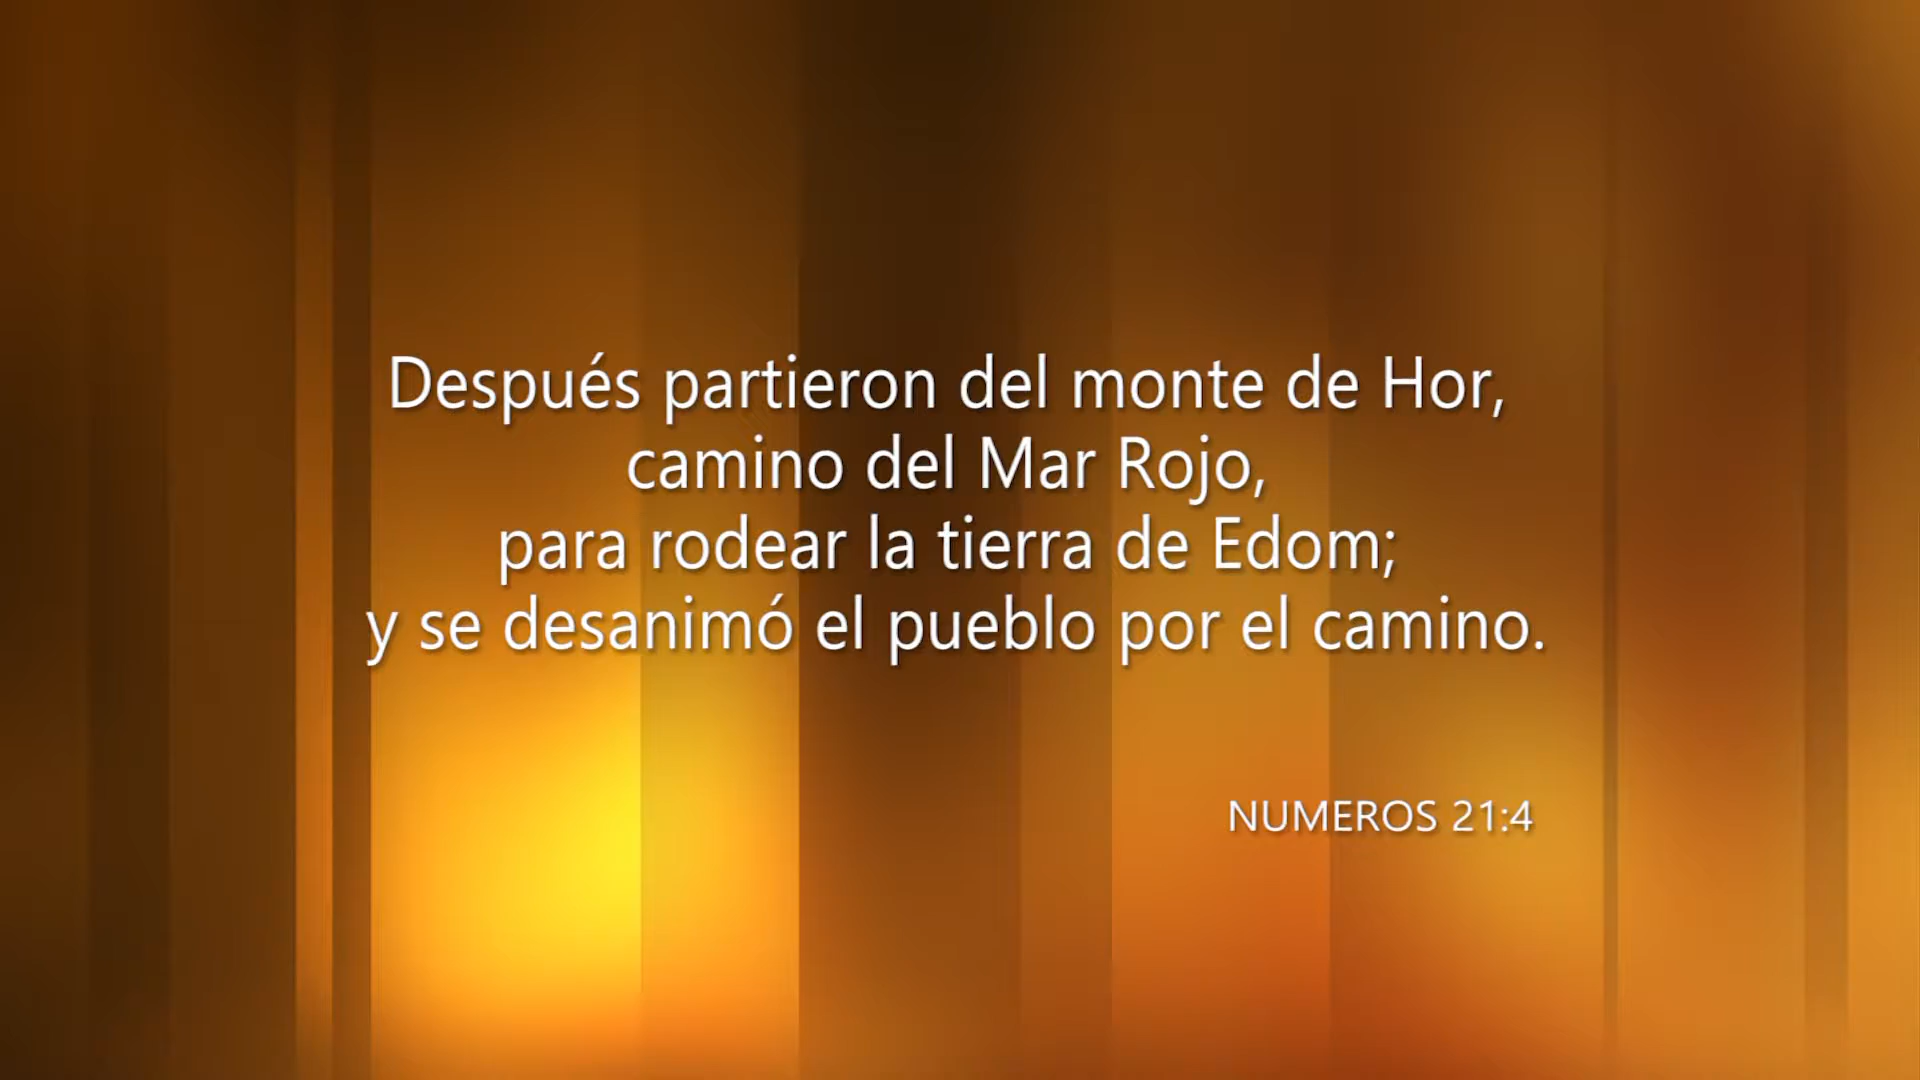 Después partieron del monte de Hor,
camino del Mar Rojo,
para rodear la tierra de Edom;
y se desanimó el pueblo por el camino.
NUMEROS 21:4